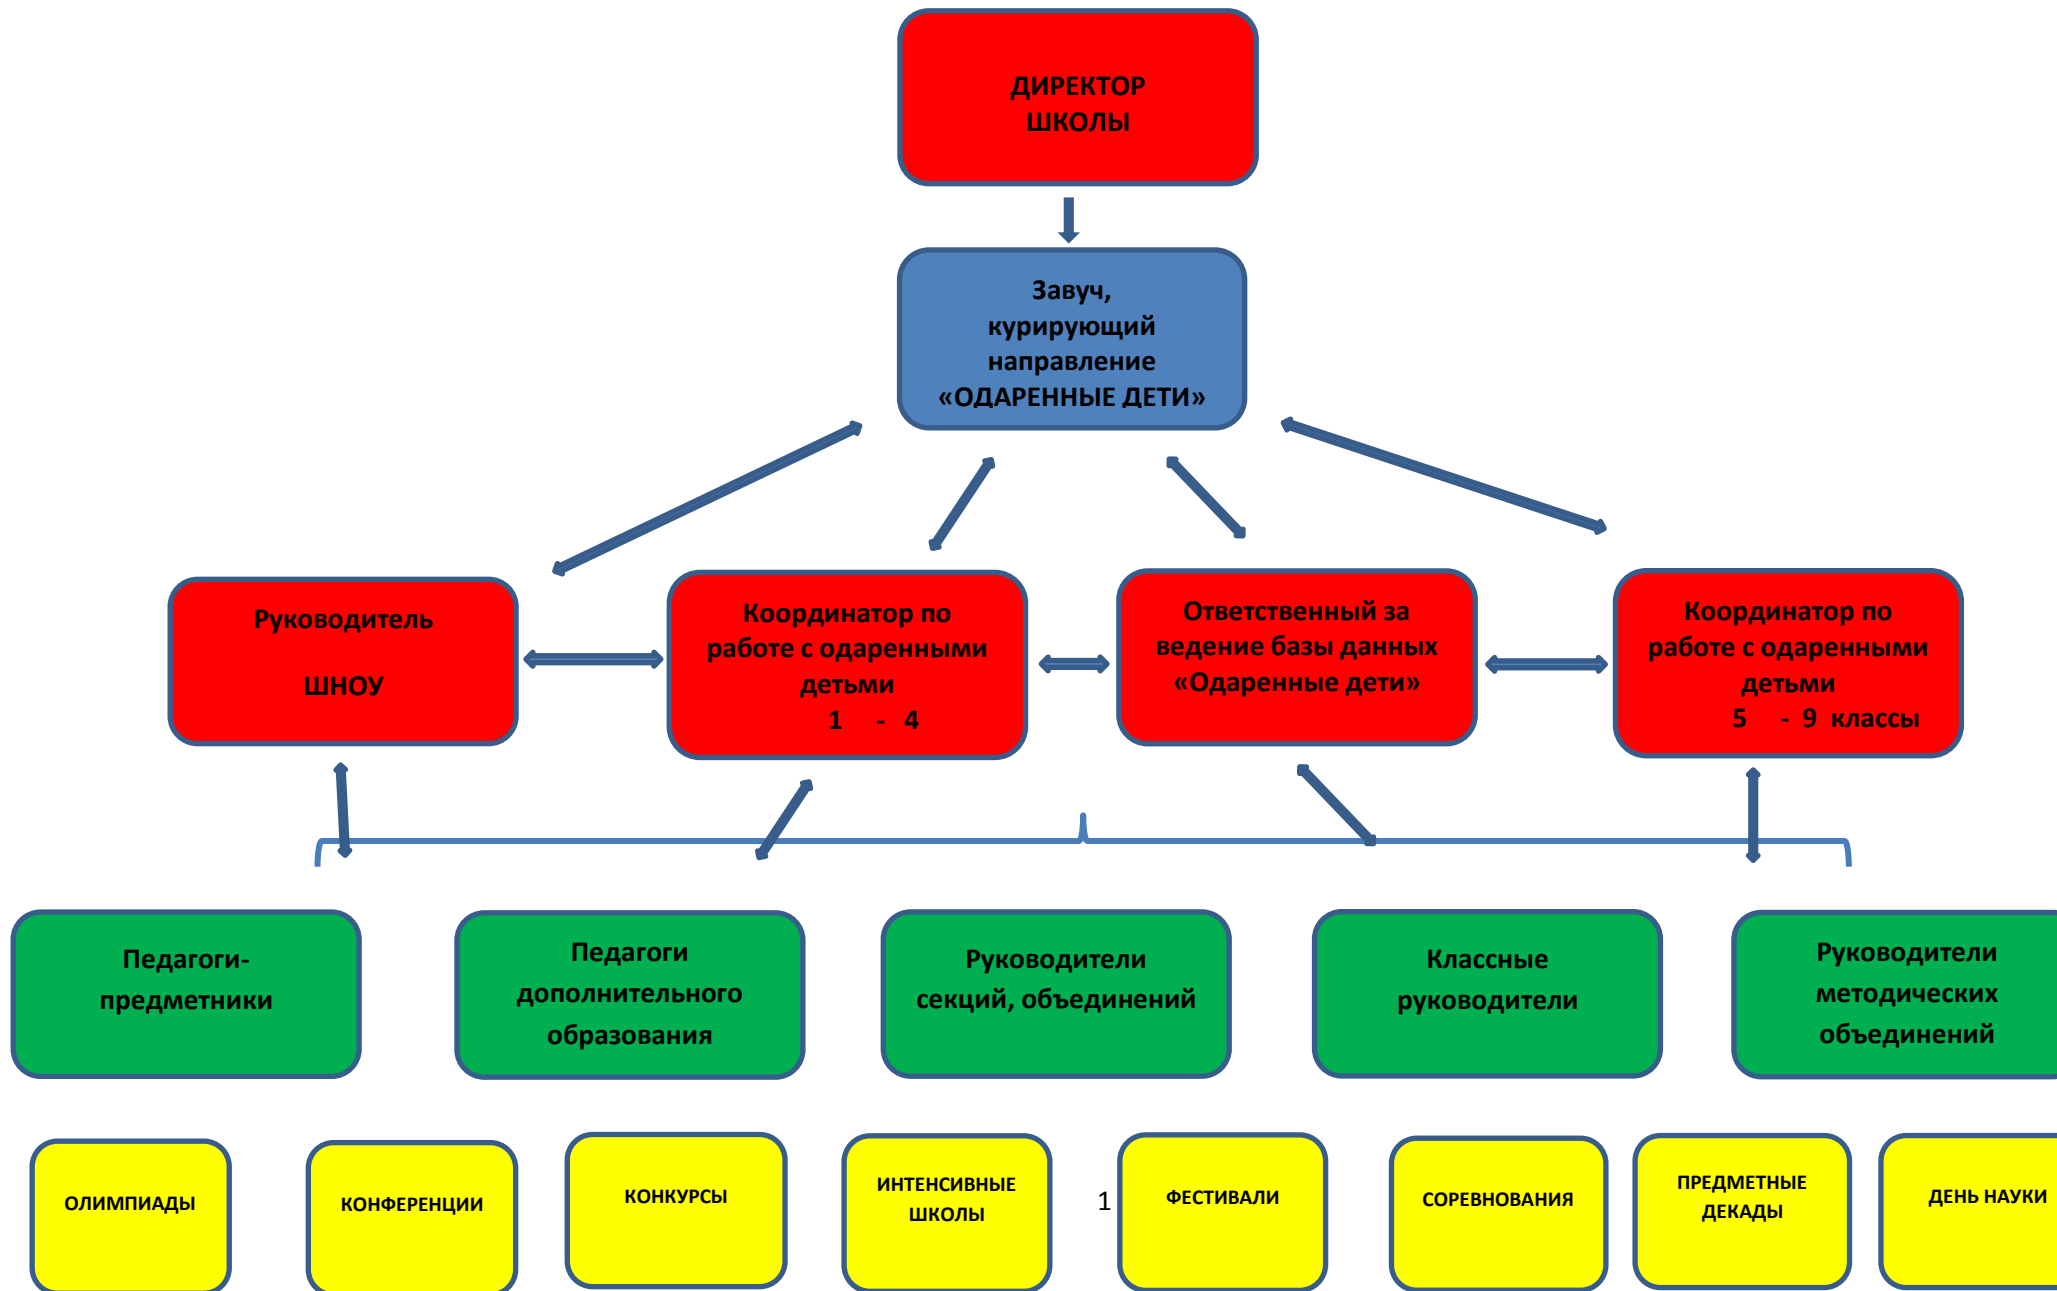 ДИРЕКТОР
ШКОЛЫ
Завуч,
курирующий
направление
«ОДАРЕННЫЕ ДЕТИ»
Руководитель
ШНОУ
Координатор по
работе с одаренными
детьми
1 - 4
Ответственный за
ведение базы данных
«Одаренные дети»
Координатор по
работе с одаренными
детьми
5 - 9 классы
Педагоги-
предметники
Педагоги
дополнительного
образования
Руководители
секций, объединений
Классные
руководители
Руководители
методических
объединений
ОЛИМПИАДЫ
КОНФЕРЕНЦИИ
КОНКУРСЫ
ИНТЕНСИВНЫЕ
ШКОЛЫ
1
ФЕСТИВАЛИ
СОРЕВНОВАНИЯ
ПРЕДМЕТНЫЕ
ДЕКАДЫ
ДЕНЬ НАУКИ